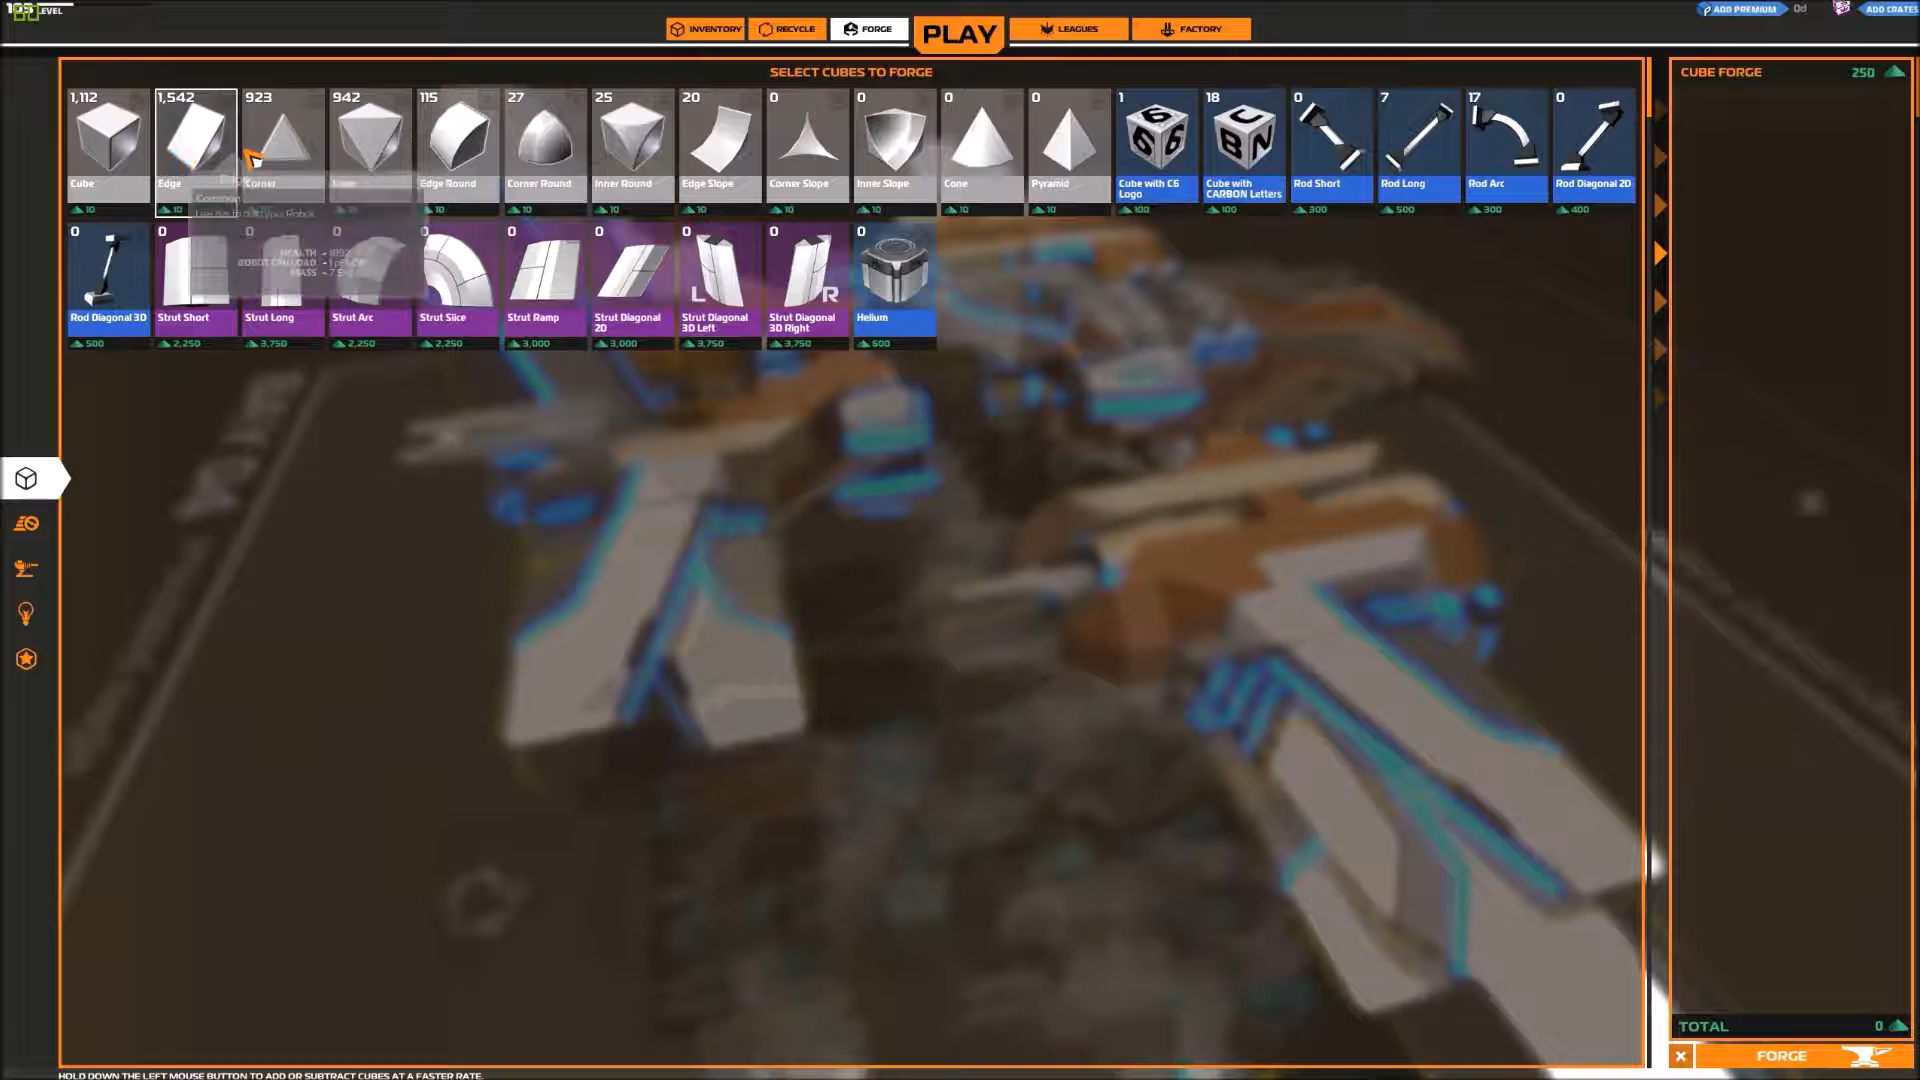 LEVEL
ADD PREMIUM 0d ADD CRATES
INVENTORY RECYCLE FORGE PLAY LEAGUES FACTORY
SELECT CUBES TO FORGE
CUBE FORGE 250
1,112 1,542 923 942 115 27 25 20 0 0 0 0 1 18 0 7 17 0
Cube Edge Corner Edge Round Corner Round Inner Round Edge Slope Corner Slope Inner Slope Cone Pyramid Cube with C6 Logo Cube with CARBON Letters Rod Short Rod Long Rod Arc Rod Diagonal 2D
10 10 10 10 10 10 10 10 10 10 10 100 100 300 500 300 400
Common
HEALTH
MASS
0 0 0 0 0 0 0 0 0 0
L R
Rod Diagonal 3D Strut Short Strut Long Strut Arc Strut Slice Strut Ramp Strut Diagonal 2D Strut Diagonal 3D Left Strut Diagonal 3D Right Helium
500 2,250 3,750 2,250 2,250 3,000 3,000 3,750 3,750 500
TOTAL 0
FORGE
HOLD DOWN THE LEFT MOUSE BUTTON TO ADD OR SUBTRACT CUBES AT A FASTER RATE.